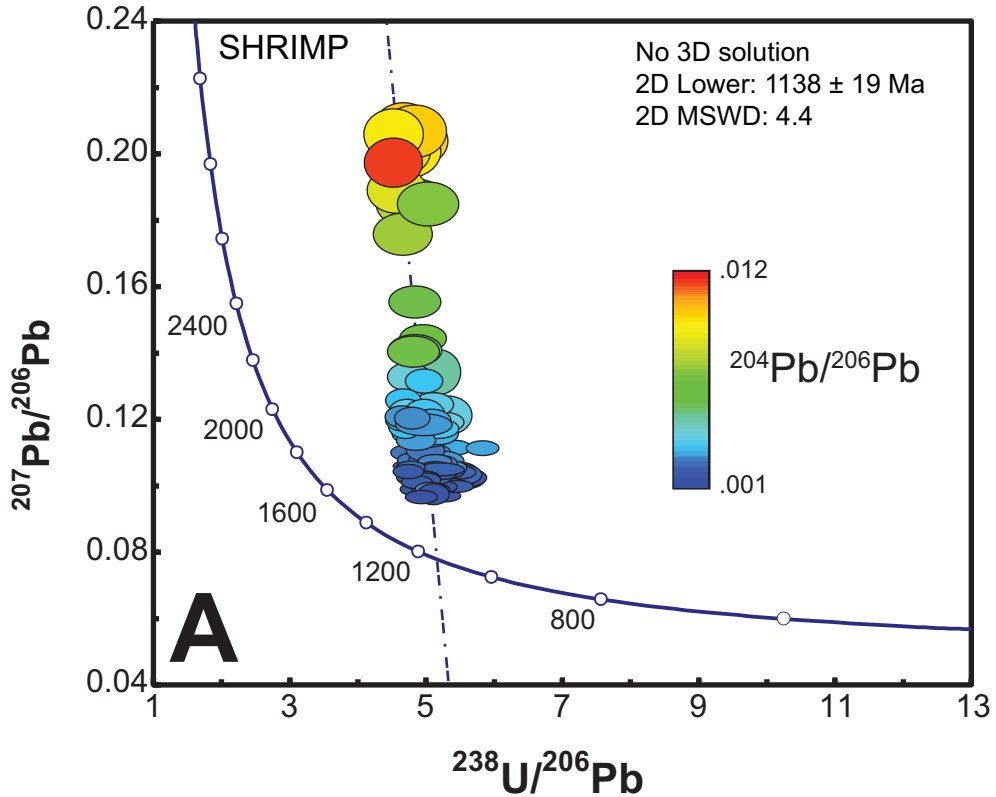 SHRIMP
No 3D solution
2D Lower: 1138 ± 19 Ma
2D MSWD: 4.4
0.24
0.20
0.16
0.12
0.08
0.04
²⁰⁷Pb/²⁰⁶Pb
2400
2000
1600
1200
800
.012
²⁰⁴Pb/²⁰⁶Pb
.001
A
1 3 5 7 9 11 13
²³⁸U/²⁰⁶Pb